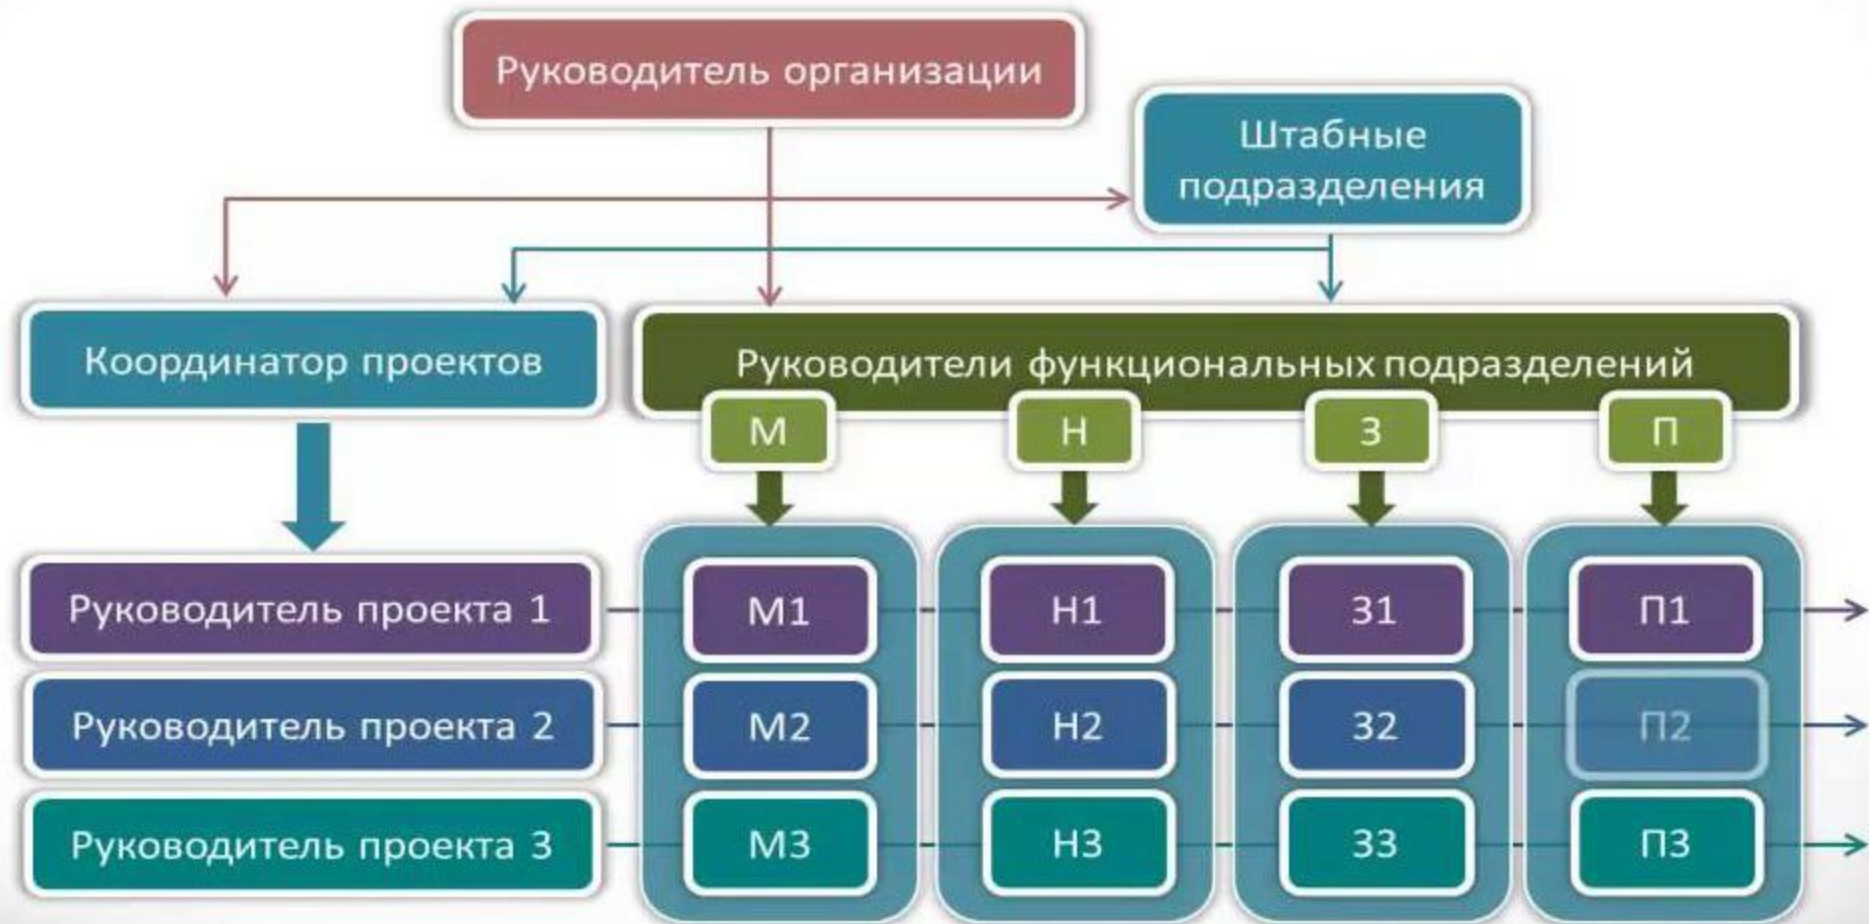 Руководитель организации
Штабные
подразделения
Координатор проектов
Руководители функциональных подразделений
М
Н
З
П
Руководитель проекта 1
М1
Н1
З1
П1
Руководитель проекта 2
М2
Н2
З2
П2
Руководитель проекта 3
М3
Н3
З3
П3